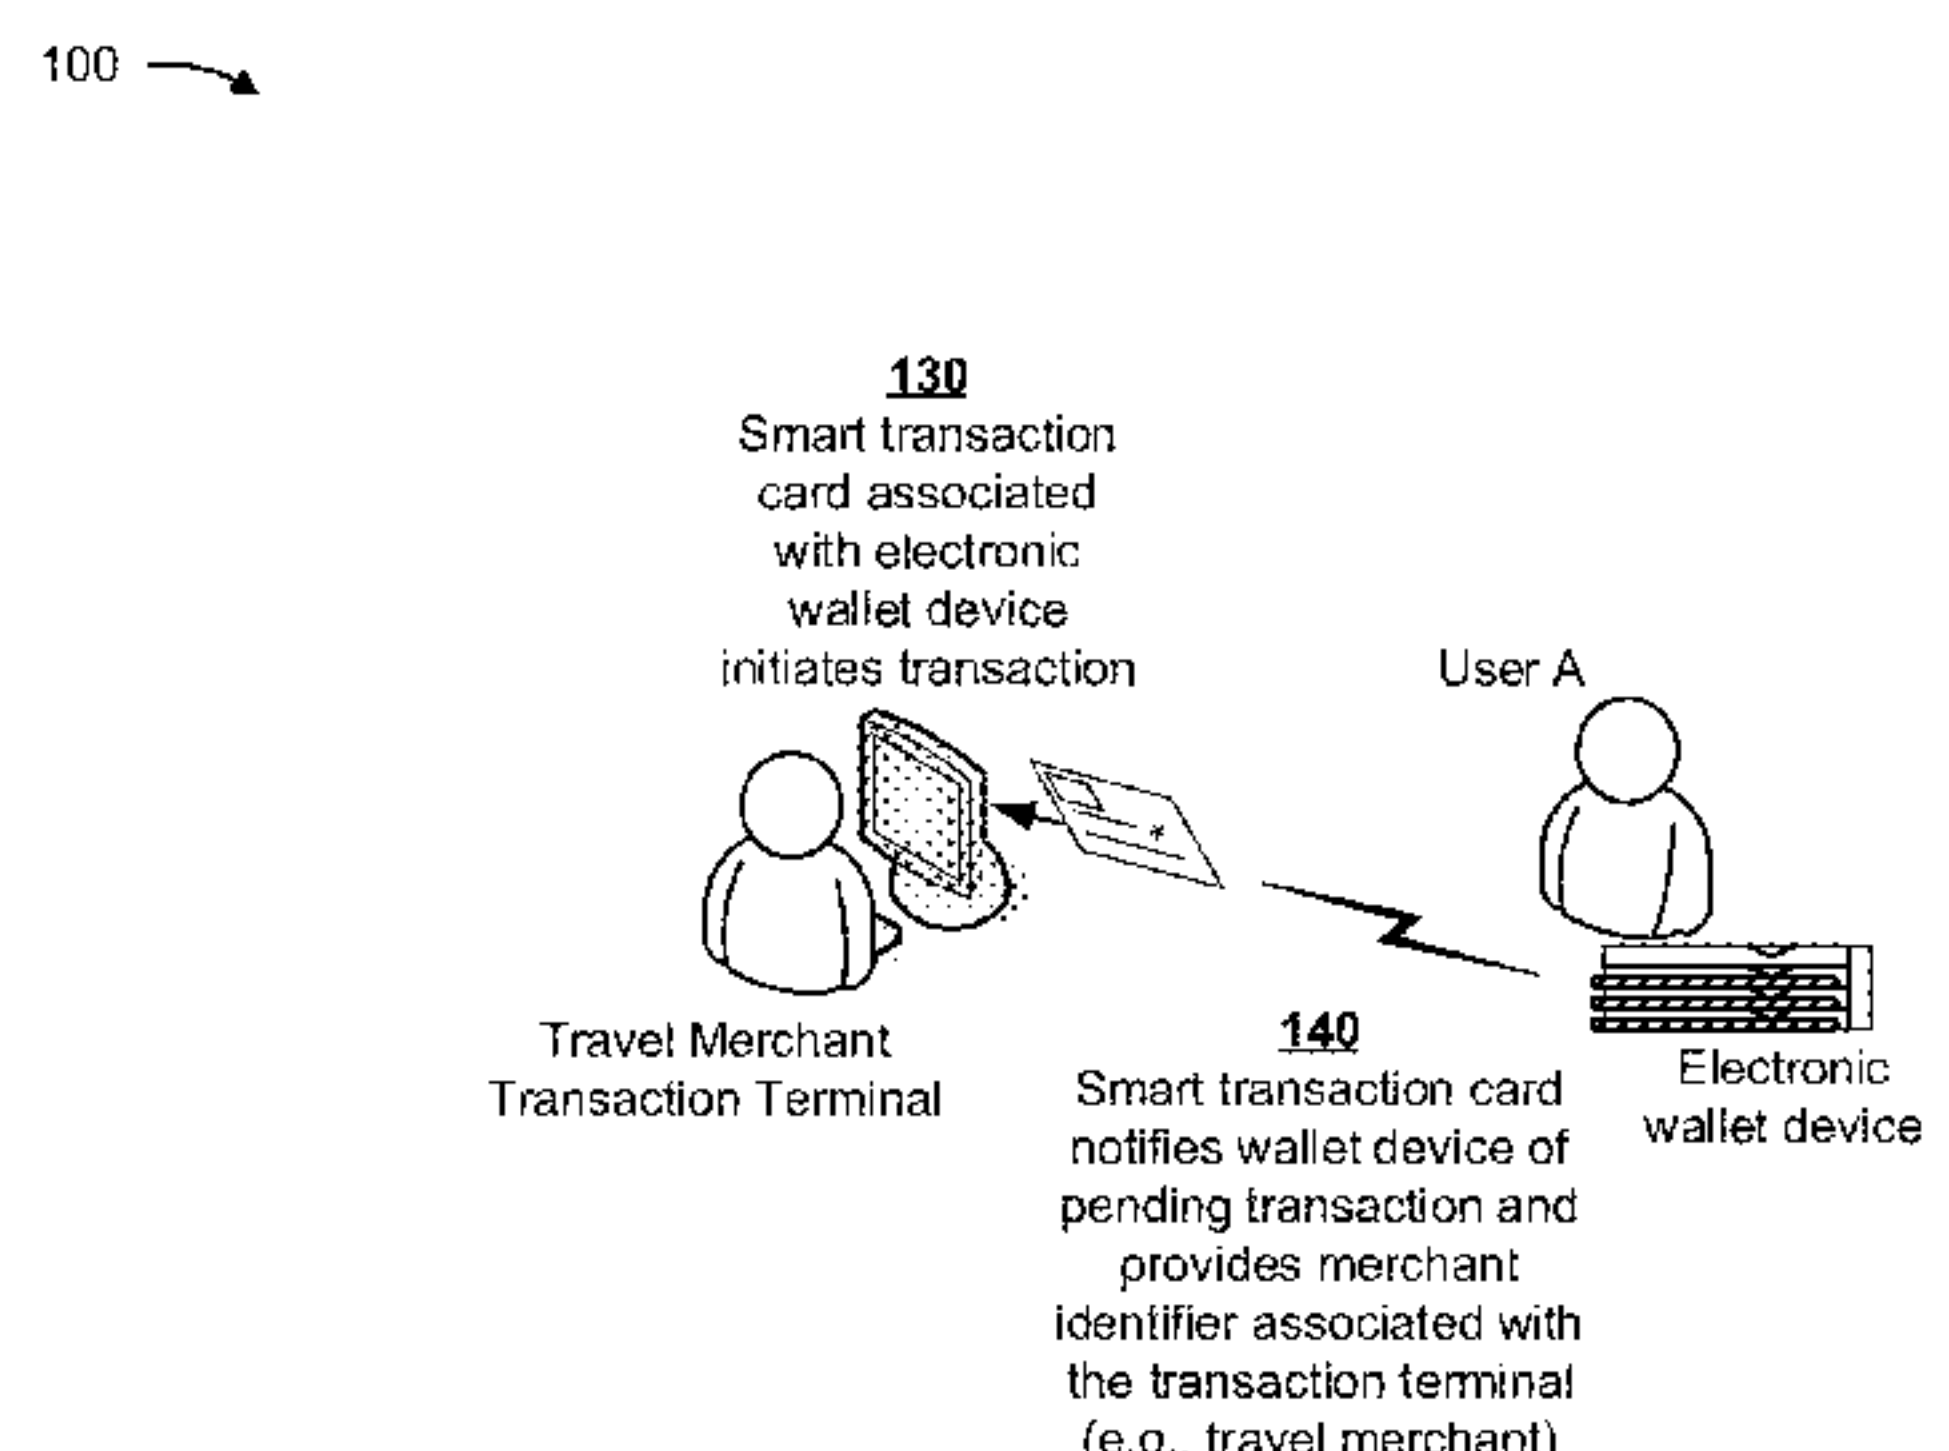 100
130
Smart transaction
card associated
with electronic
wallet device
initiates transaction
User A
Travel Merchant
Transaction Terminal
140
Smart transaction card
notifies wallet device of
pending transaction and
provides merchant
identifier associated with
the transaction terminal
(e.g., travel merchant)
Electronic
wallet device